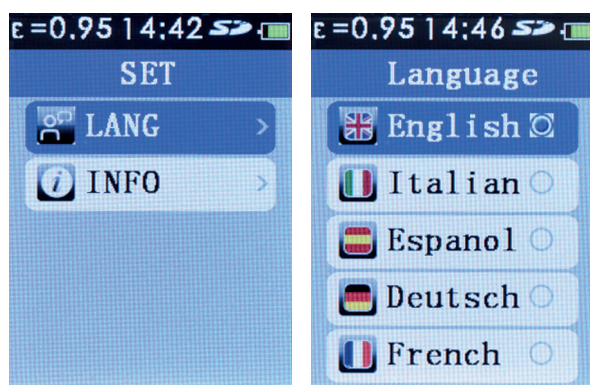 ε=0.95 14:42
SET
LANG
INFO
ε=0.95 14:46
Language
English
Italian
Espanol
Deutsch
French